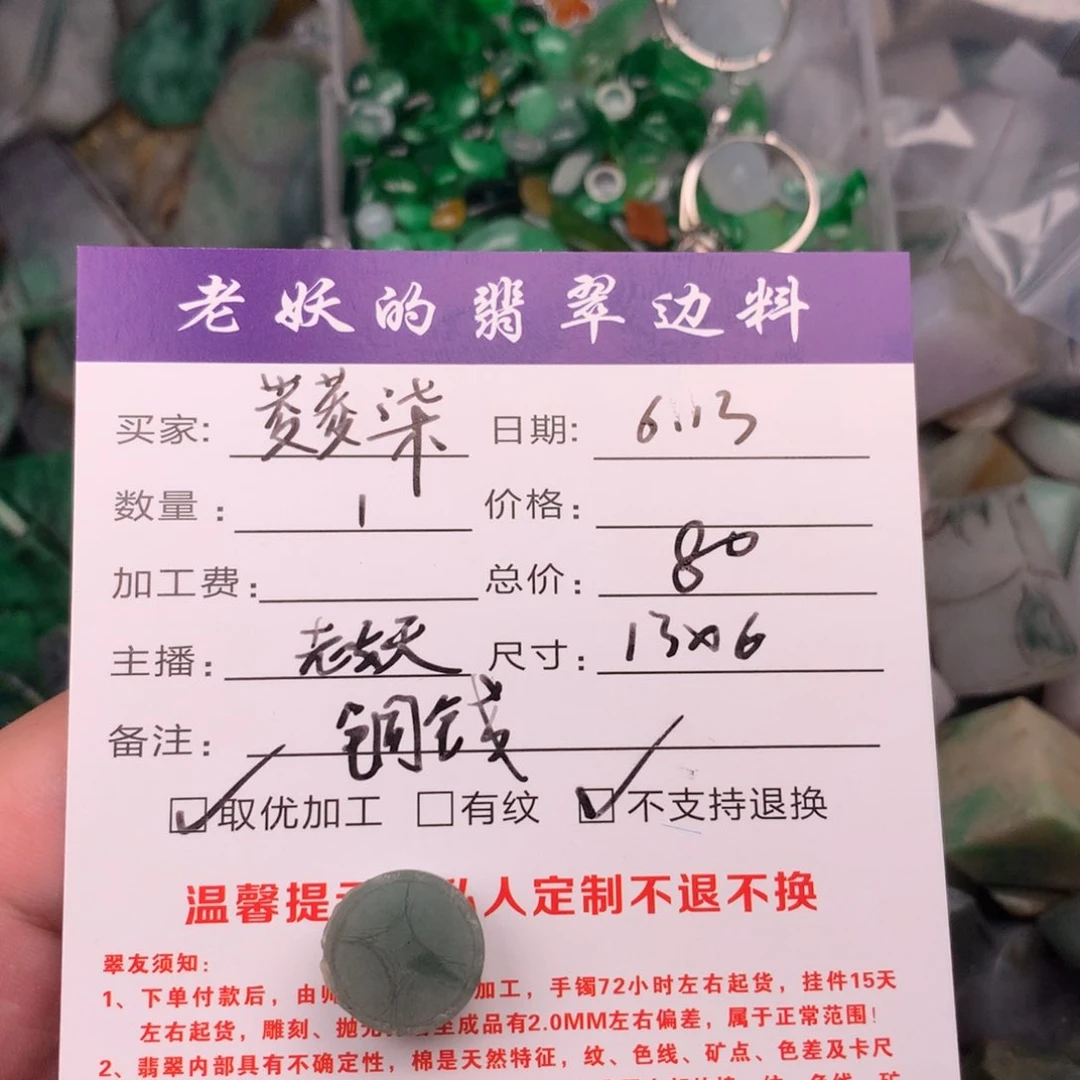 老妖的翡翠边料
买家: 菱菱柒 日期: 6.13
数量: 1 价格:
加工费: 总价: 80
主播: 老妖 尺寸: 13×6
备注: 铜钱
取优加工 有纹 不支持退换
温馨提 人定制不退不换
翠友须知:
1、下单付款后，由 加工，手镯72小时左右起货，挂件15天
左右起货，雕刻、抛 至成品有2.0MM左右偏差，属于正常范围!
2、翡翠内部具有不确定性，棉是天然特征，纹、色线、矿点、色差及卡尺